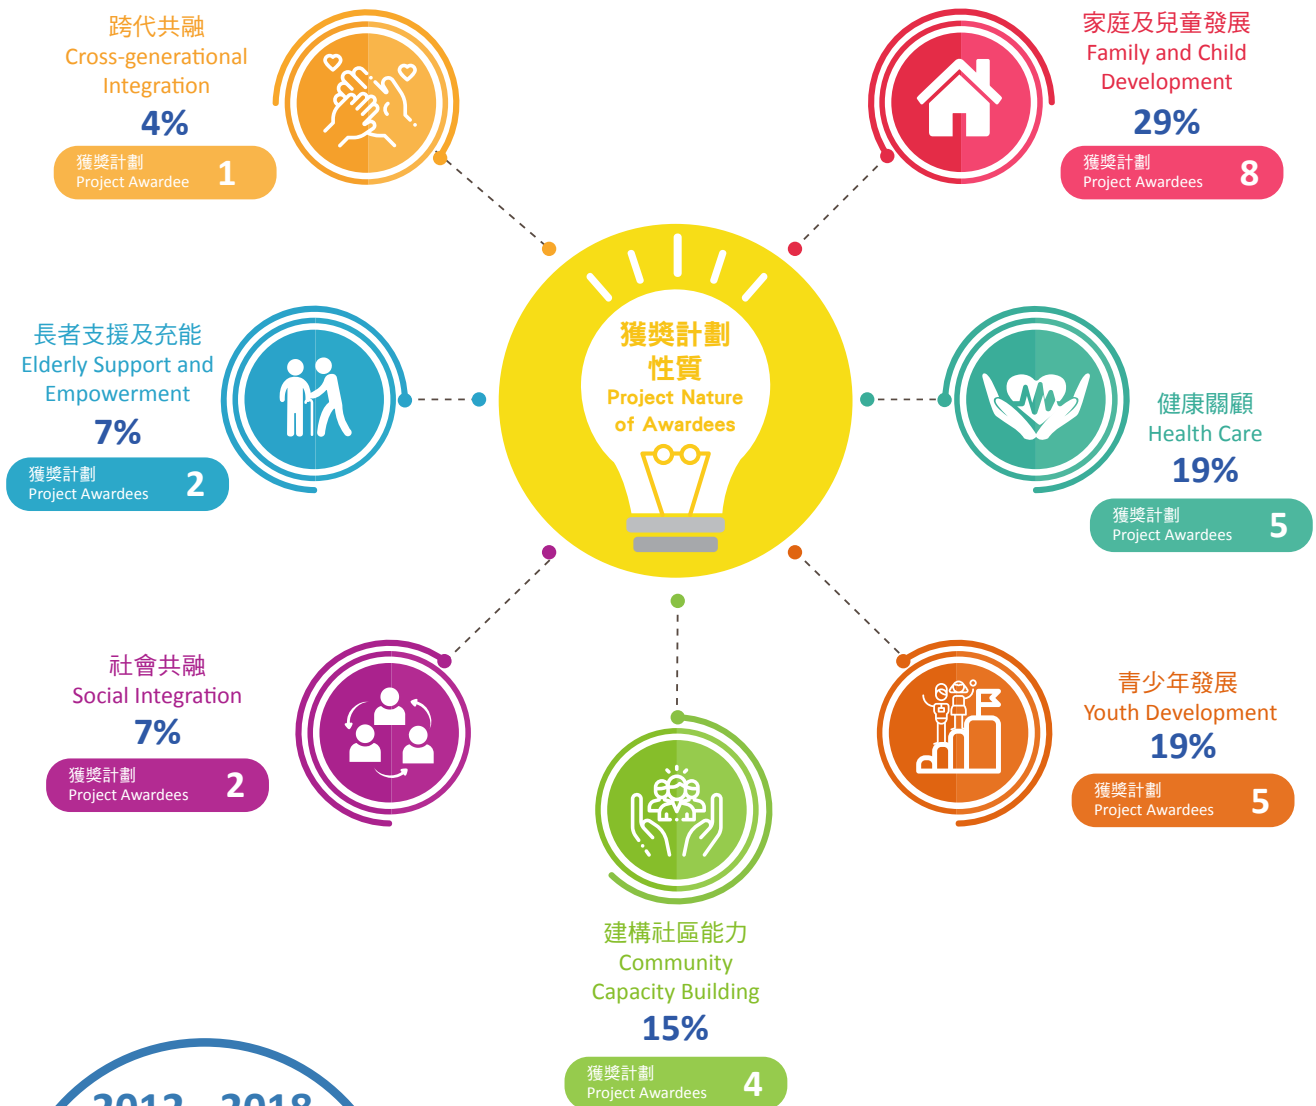 跨代共融
Cross-generational
Integration
4%
獲獎計劃
Project Awardee 1
家庭及兒童發展
Family and Child
Development
29%
獲獎計劃
Project Awardees 8
長者支援及充能
Elderly Support and
Empowerment
7%
獲獎計劃
Project Awardees 2
獲獎計劃
性質
Project Nature
of Awardees
健康關顧
Health Care
19%
獲獎計劃
Project Awardees 5
社會共融
Social Integration
7%
獲獎計劃
Project Awardees 2
青少年發展
Youth Development
19%
獲獎計劃
Project Awardees 5
建構社區能力
Community
Capacity Building
15%
獲獎計劃
Project Awardees 4
2012 - 2018